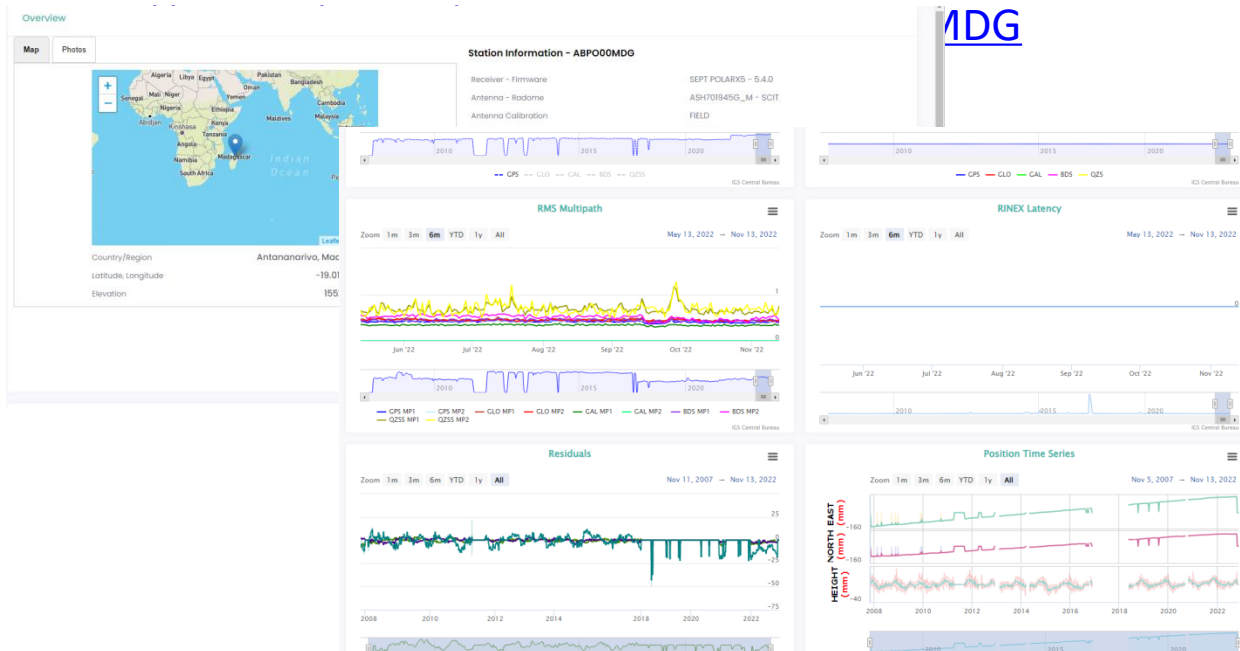 MDG
Overview
Map
Photos
Station Information - ABPO00MDG
Receiver - Firmware
SEPT POLARX5 - 5.4.0
Antenna - Radome
ASH701945G_M - SCIT
Antenna Calibration
FIELD
+
−
Algeria
Libya
Egypt
Pakistan
Oman
Bangladesh
Senegal
Mali
Niger
Yemen
Nigeria
Ethiopia
Cambodia
Abidjan
Kinshasa
Kenya
Maldives
Malaysia
Tanzania
Angola
Namibia
Madagascar
Indian
Ocean
South Africa
Country/Region
Antananarivo,
Latitude, Longitude
-19.01
Elevation
155
2010
2015
2020
GPS
GLO
GAL
BDS
QZSS
IGS Central Bureau
2010
2015
2020
GPS
GLO
GAL
BDS
QZS
IGS Central Bureau
RMS Multipath
Zoom 1m 3m 6m YTD 1y All
May 13, 2022 → Nov 13, 2022
1
0
Jun '22
Jul '22
Aug '22
Sep '22
Oct '22
Nov '22
2010
2015
2020
GPS MP1
GPS MP2
GLO MP1
GLO MP2
GAL MP1
GAL MP2
BDS MP1
BDS MP2
QZSS MP1
QZSS MP2
IGS Central Bureau
RINEX Latency
Zoom 1m 3m 6m YTD 1y All
May 13, 2022 → Nov 13, 2022
0
Jun '22
Jul '22
Aug '22
Sep '22
Oct '22
Nov '22
2010
2015
2020
IGS Central Bureau
Residuals
Zoom 1m 3m 6m YTD 1y All
Nov 11, 2007 → Nov 13, 2022
25
0
-25
-50
-75
2008
2010
2012
2014
2016
2018
2020
2022
Position Time Series
Zoom 1m 3m 6m YTD 1y All
Nov 5, 2007 → Nov 13, 2022
EAST
(mm)
-160
NORTH
(mm)
-160
HEIGHT
(mm)
-40
2008
2010
2012
2014
2016
2018
2020
2022
2010
2015
2020